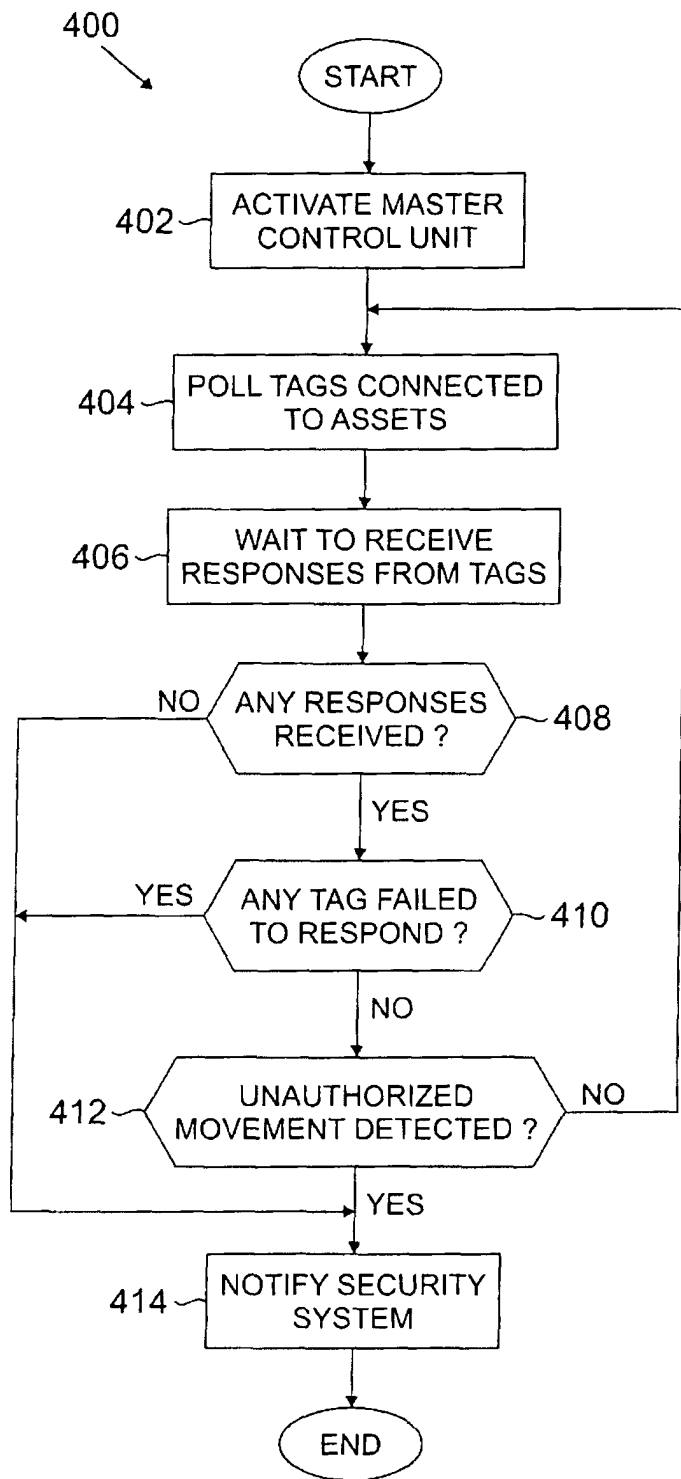 400
START
402
ACTIVATE MASTER
CONTROL UNIT
404
POLL TAGS CONNECTED
TO ASSETS
406
WAIT TO RECEIVE
RESPONSES FROM TAGS
NO
ANY RESPONSES
RECEIVED ?
408
YES
YES
ANY TAG FAILED
TO RESPOND ?
410
NO
412
UNAUTHORIZED
MOVEMENT DETECTED ?
NO
YES
414
NOTIFY SECURITY
SYSTEM
END